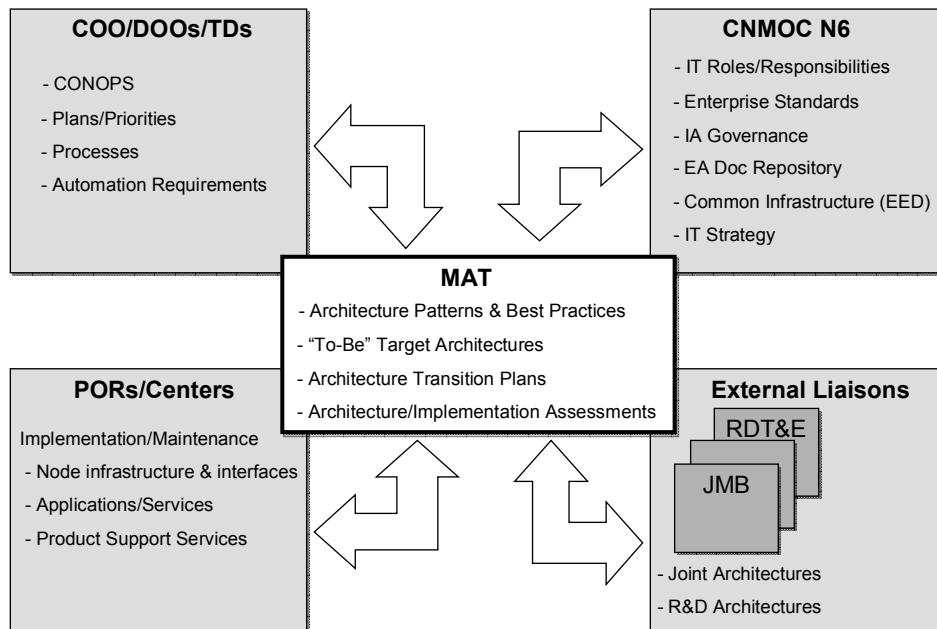 COO/DOOs/TDs
- CONOPS
- Plans/Priorities
- Processes
- Automation Requirements
CNMOC N6
- IT Roles/Responsibilities
- Enterprise Standards
- IA Governance
- EA Doc Repository
- Common Infrastructure (EED)
- IT Strategy
MAT
- Architecture Patterns & Best Practices
- “To-Be” Target Architectures
- Architecture Transition Plans
- Architecture/Implementation Assessments
PORs/Centers
Implementation/Maintenance
- Node infrastructure & interfaces
- Applications/Services
- Product Support Services
External Liaisons
RDT&E
JMB
- Joint Architectures
- R&D Architectures